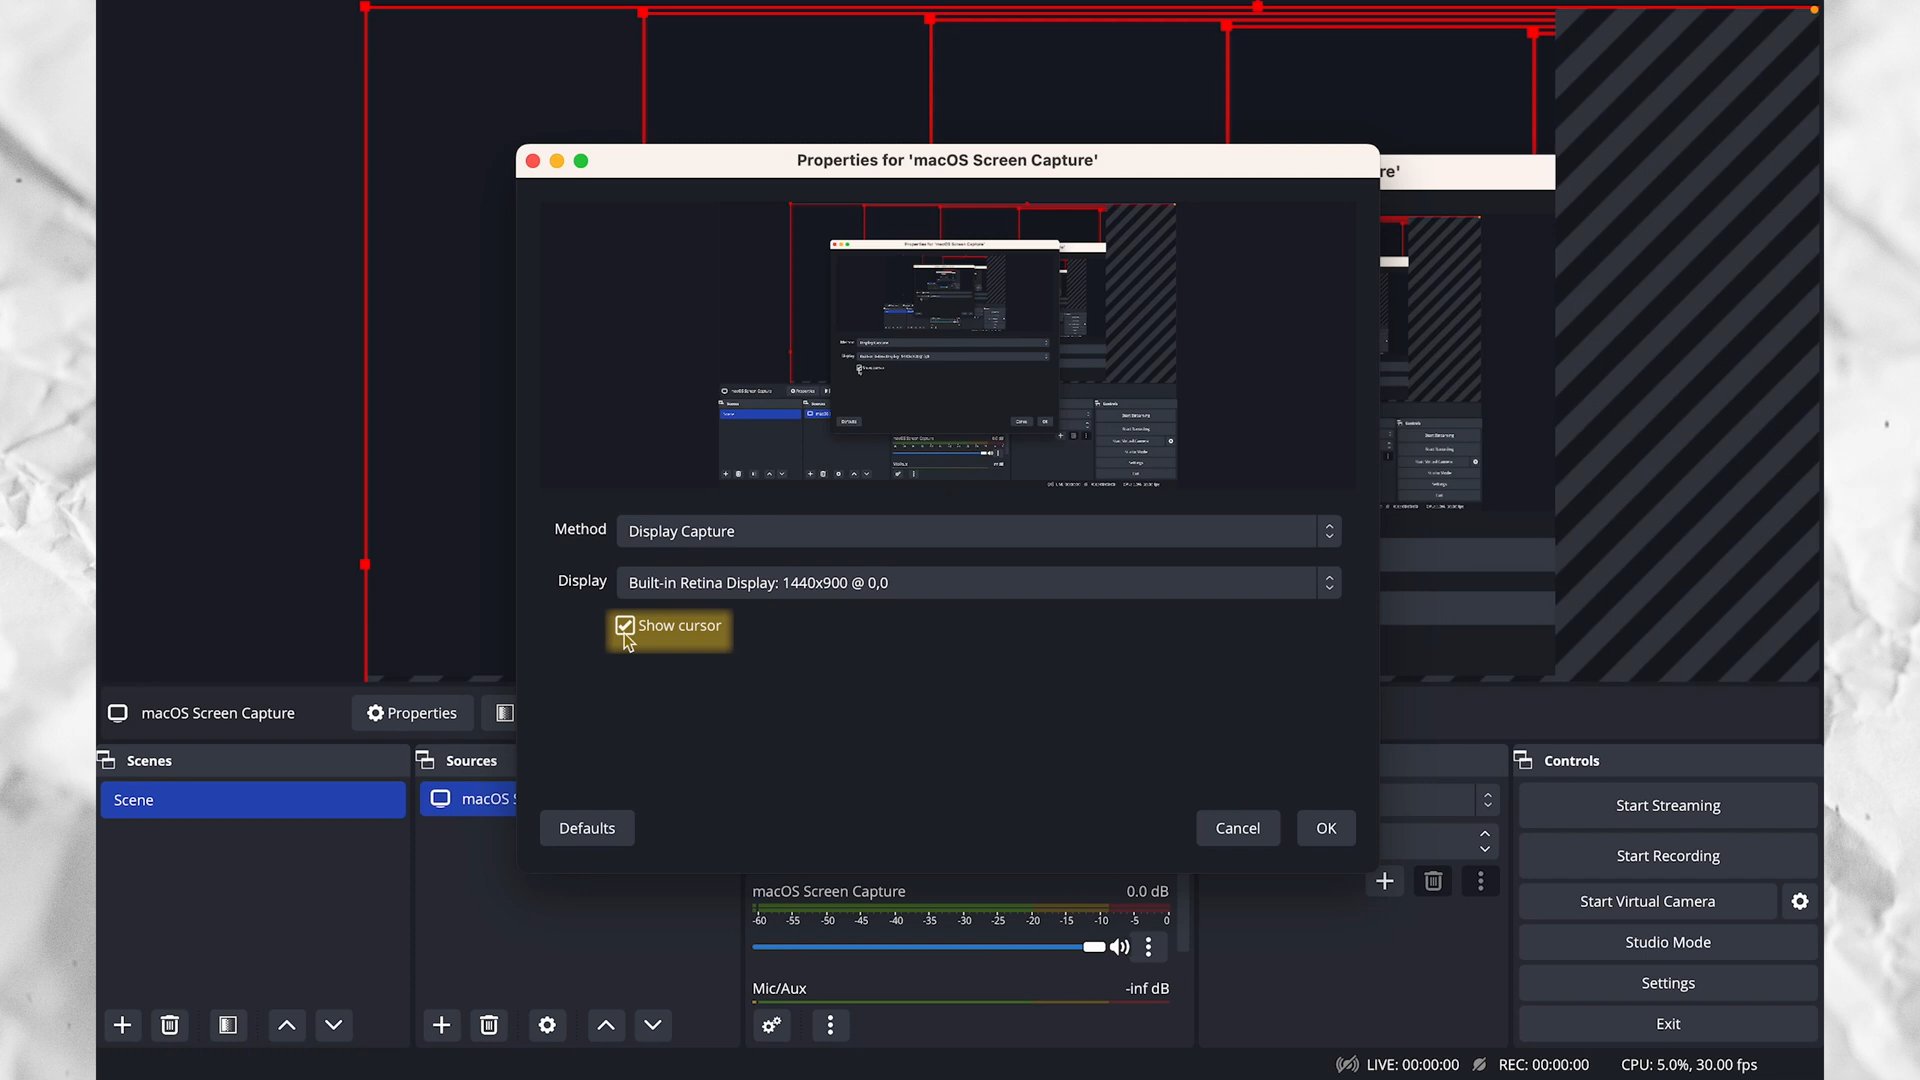 Properties for 'macOS Screen Capture'
re'
Method
Display Capture
Display
Built-in Retina Display: 1440x900 @ 0,0
Show cursor
Defaults
Cancel
OK
macOS Screen Capture
Properties
Scenes
Scene
Sources
macOS S
macOS Screen Capture
0.0 dB
-60 -55 -50 -45 -40 -35 -30 -25 -20 -15 -10 -5 0
Mic/Aux
-inf dB
Controls
Start Streaming
Start Recording
Start Virtual Camera
Studio Mode
Settings
Exit
LIVE: 00:00:00
REC: 00:00:00
CPU: 5.0%, 30.00 fps